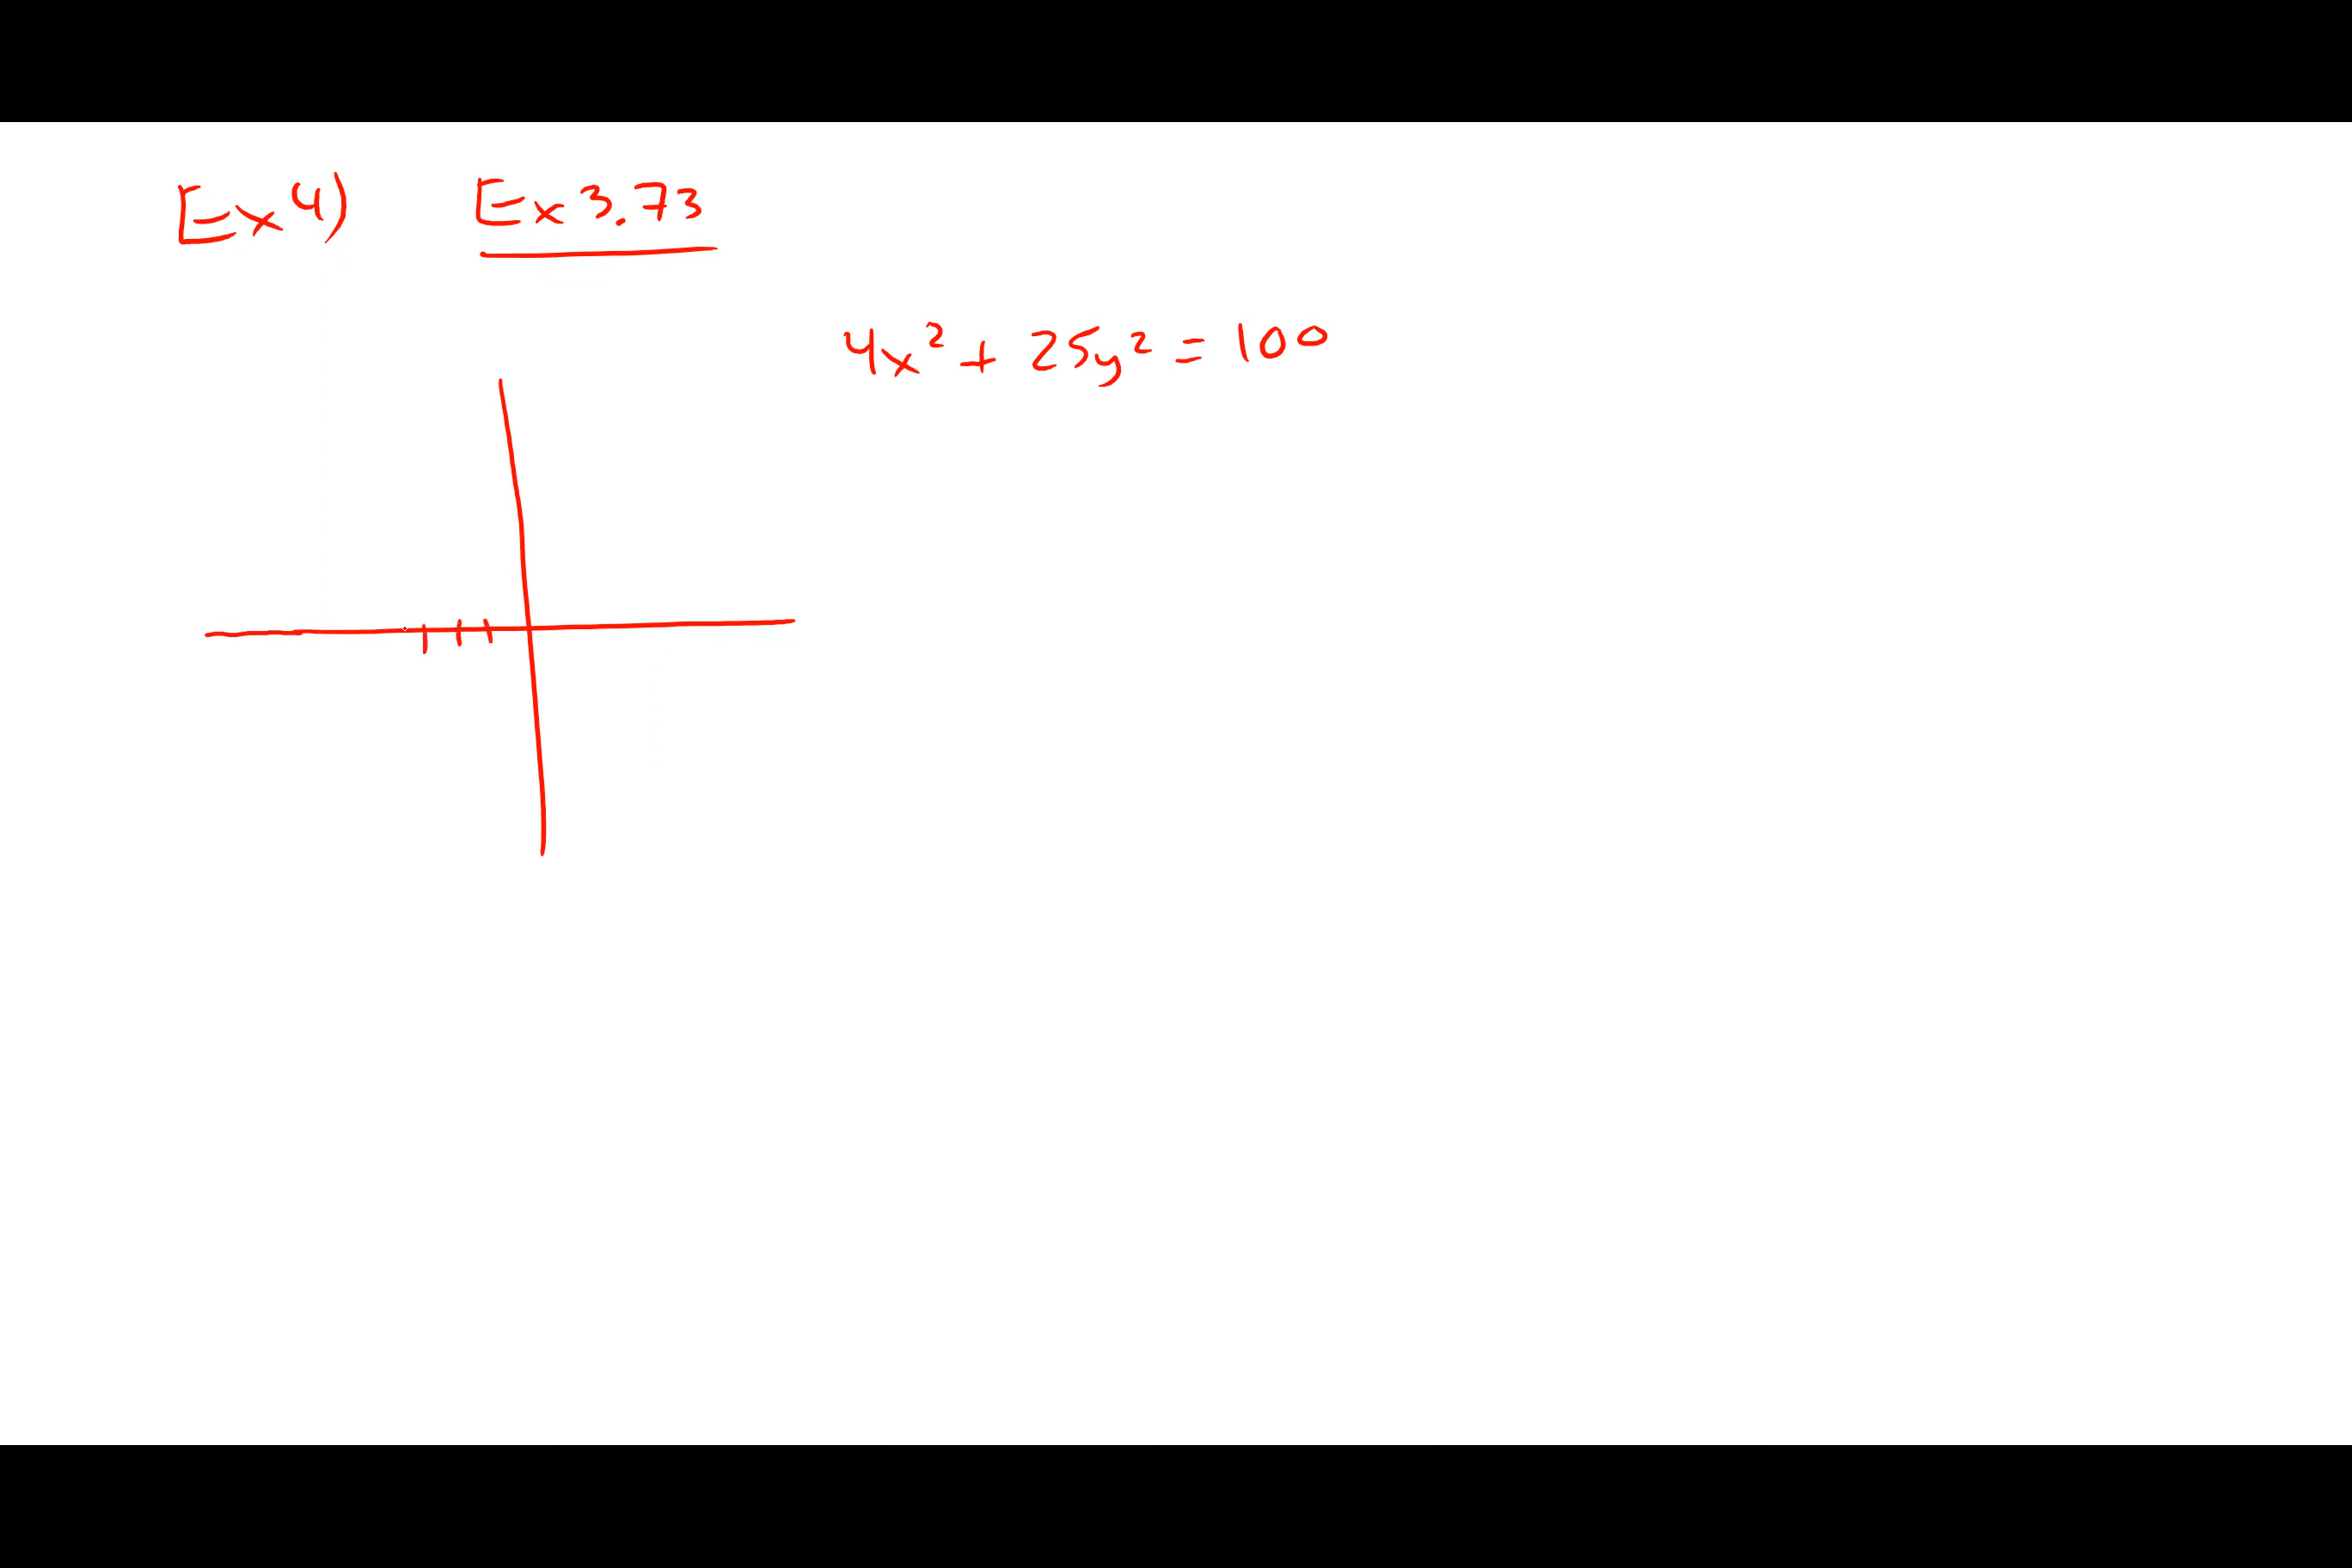 Ex 4) Ex 3.73
4x² + 25y² = 100